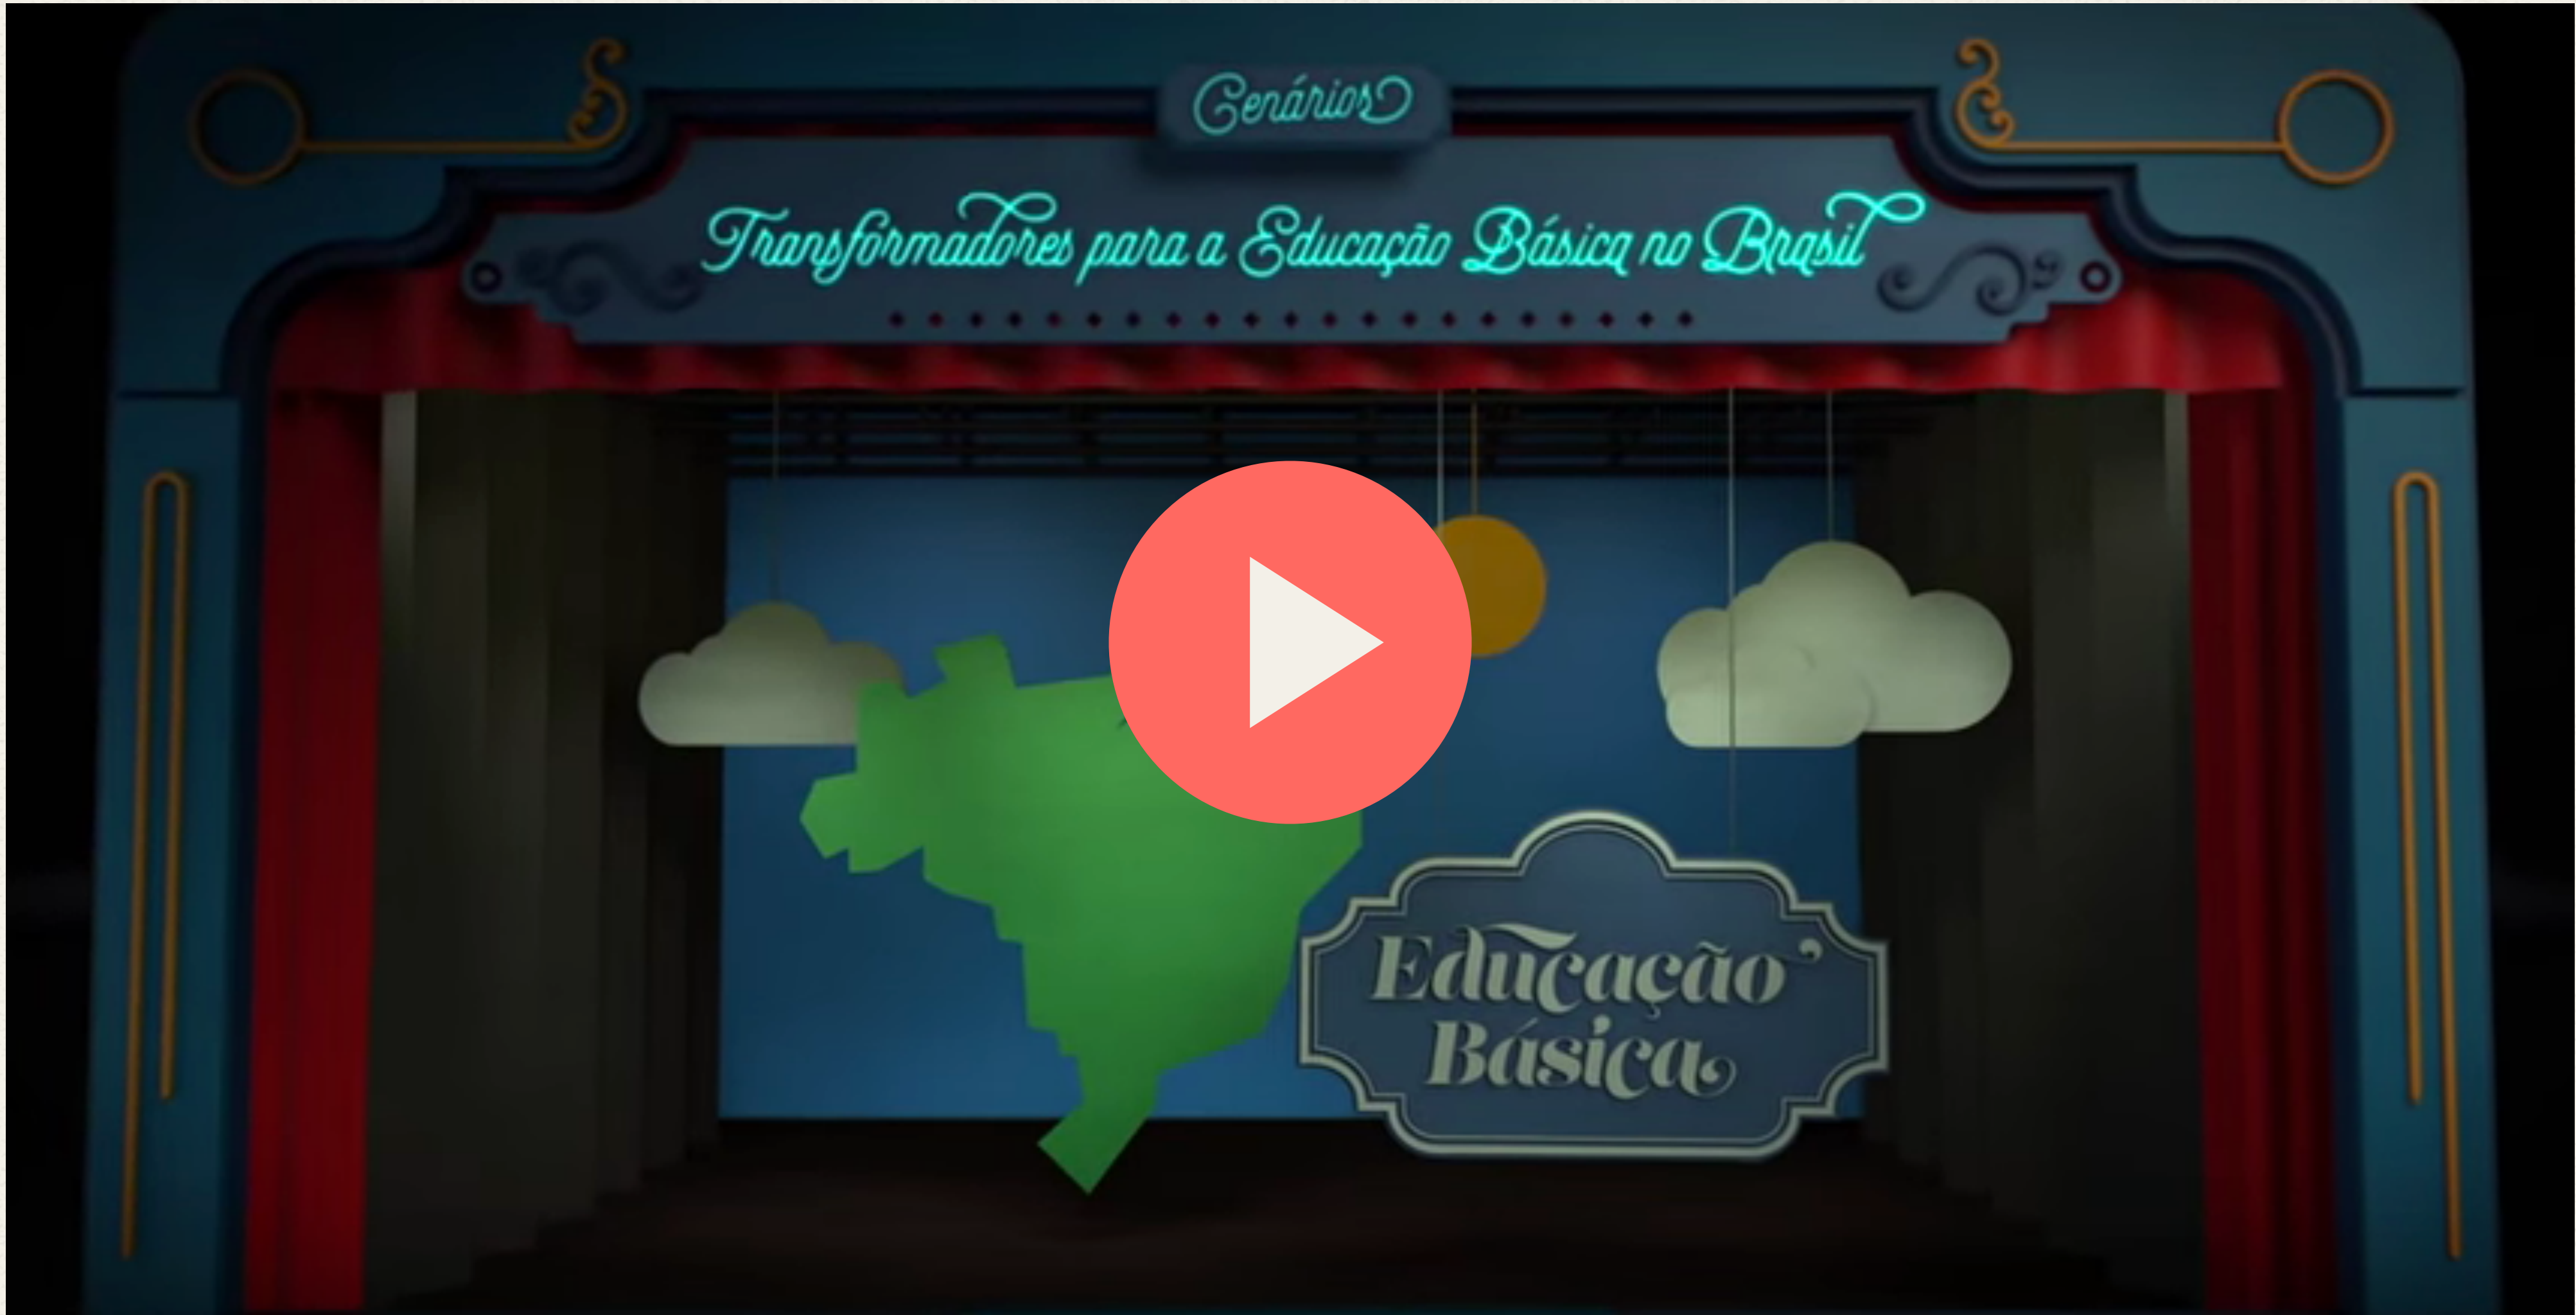 Cenários
Transformadores para a Educação Básica no Brasil
Educação
Básica